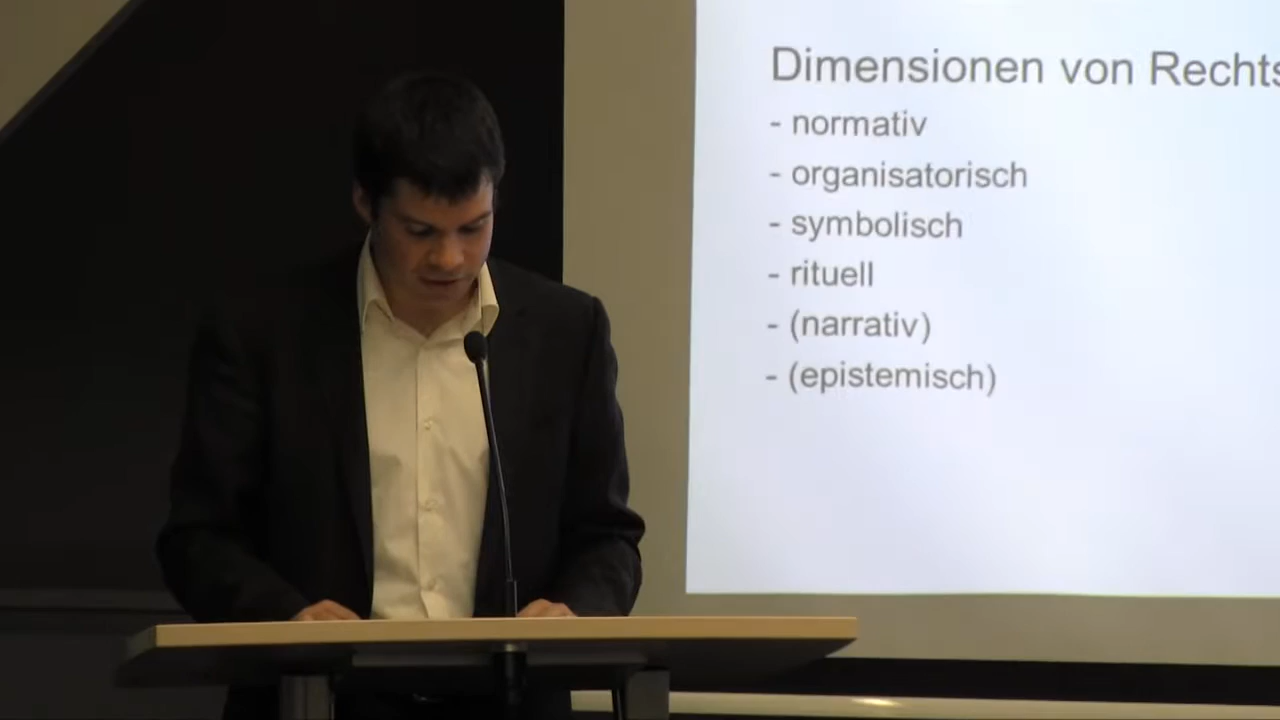 Dimensionen von Rechts
- normativ
- organisatorisch
- symbolisch
- rituell
- (narrativ)
- (epistemisch)